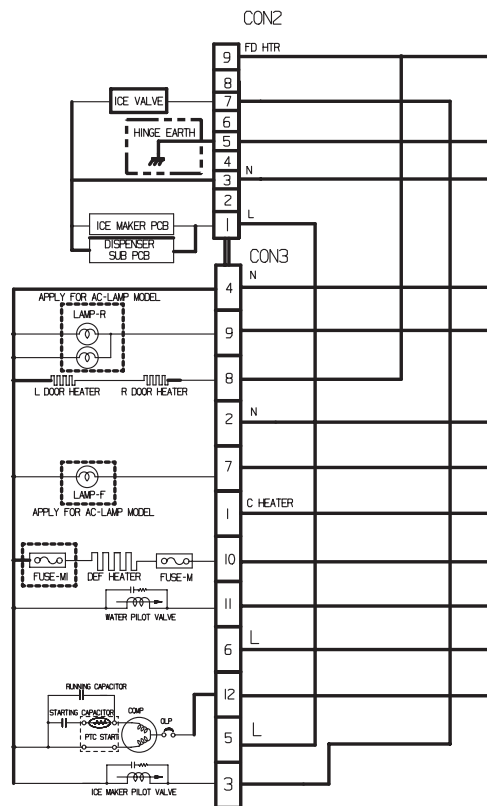 CON2
9 FD HTR
8
ICE VALVE 7
6
HINGE EARTH 5
4
3 N
2
L
ICE MAKER PCB 1
DISPENSER
SUB PCB
CON3
4 N
APPLY FOR AC-LAMP MODEL
LAMP-R
9
8
L DOOR HEATER R DOOR HEATER
2 N
7
LAMP-F
APPLY FOR AC-LAMP MODEL
1 C HEATER
10
FUSE-M1 DEF HEATER FUSE-M
11
WATER PILOT VALVE
6 L
RUNNING CAPACITOR
12
STARTING CAPACITOR COMP OLP
PTC START
5 L
3
ICE MAKER PILOT VALVE